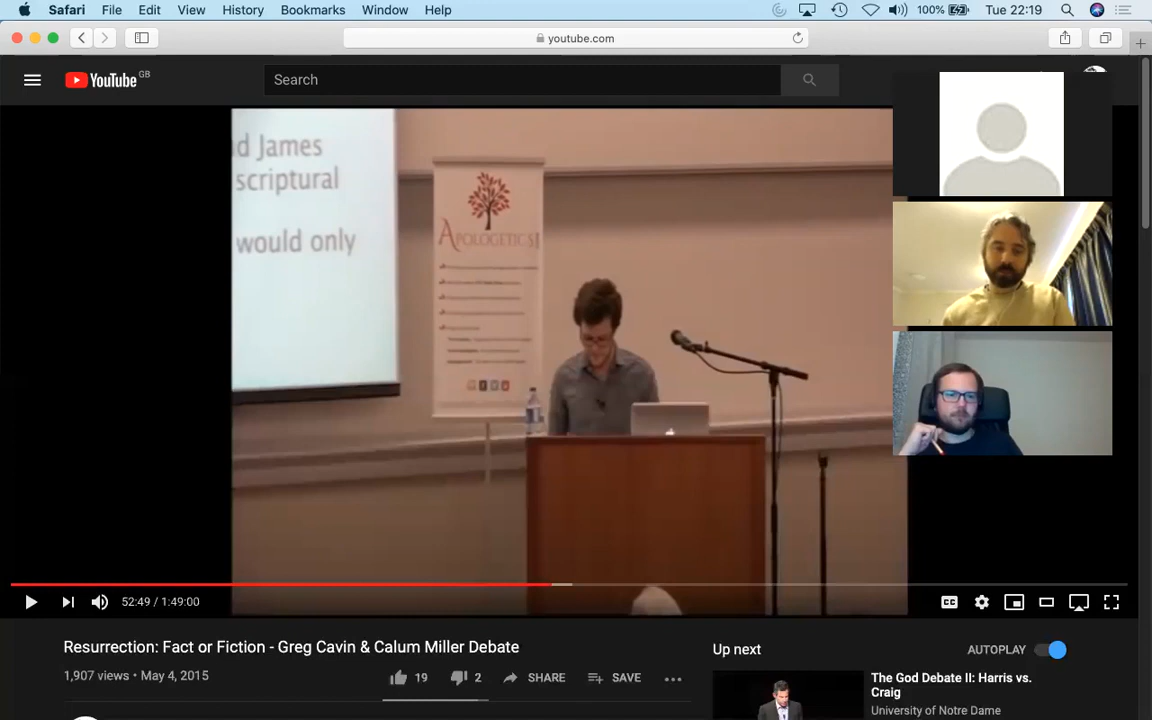 Safari File Edit View History Bookmarks Window Help 100% Tue 22:19
youtube.com
YouTube GB
Search
d James
scriptural
would only
APOLOGETICS
52:49 / 1:49:00
CC
Resurrection: Fact or Fiction - Greg Cavin & Calum Miller Debate
1,907 views • May 4, 2015
19
2
SHARE
SAVE
Up next
AUTOPLAY
The God Debate II: Harris vs.
Craig
University of Notre Dame